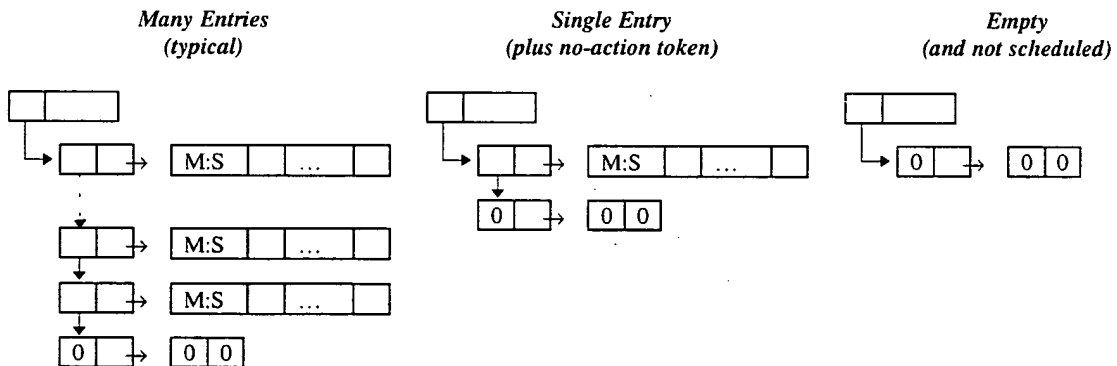 Many Entries
(typical)
Single Entry
(plus no-action token)
Empty
(and not scheduled)
M:S ...
M:S ...
0 0 0
M:S ...
0 0 0
M:S ...
0 0 0